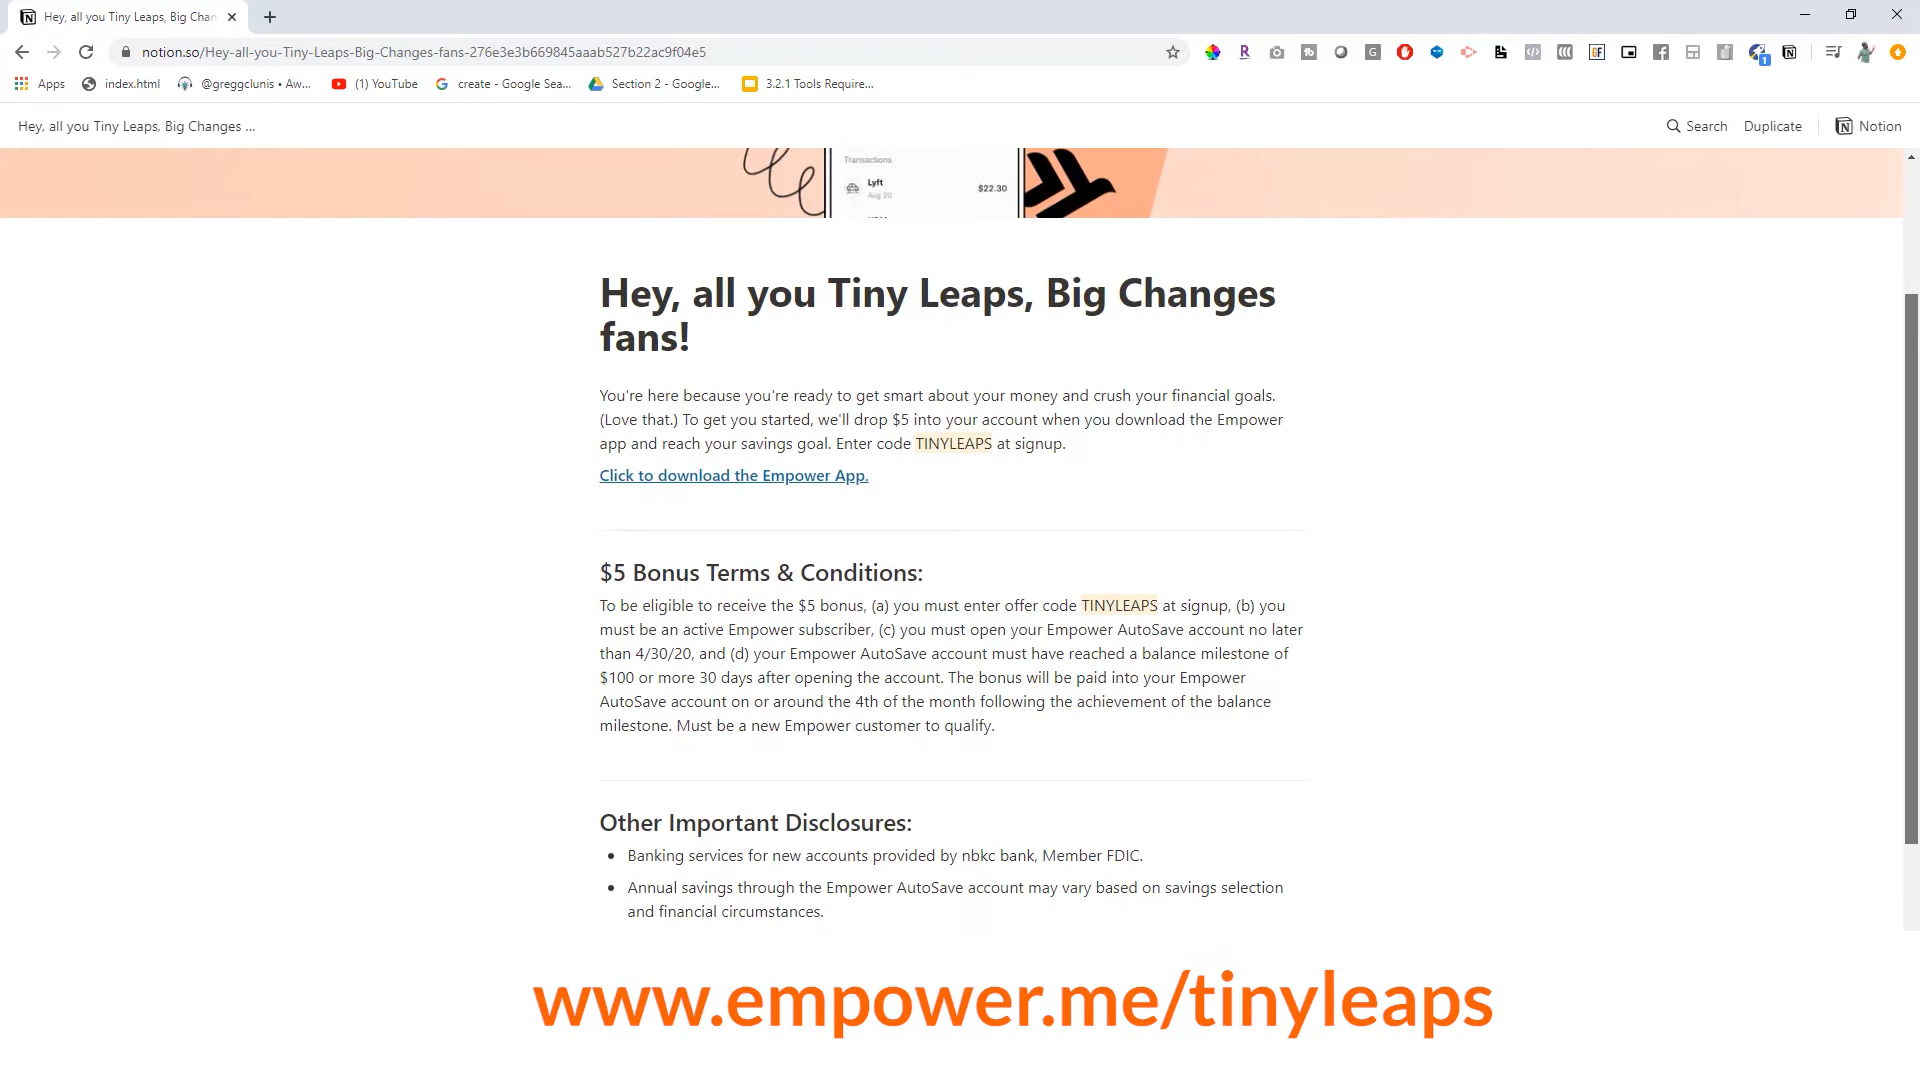 Hey, all you Tiny Leaps, Big Chan
notion.so/Hey-all-you-Tiny-Leaps-Big-Changes-fans-276e3e3b669845aaab527b22ac9f04e5
Apps
index.html
@greggclunis • Aw...
(1) YouTube
create - Google Sea...
Section 2 - Google...
3.2.1 Tools Require...
Hey, all you Tiny Leaps, Big Changes ...
Search
Duplicate
Notion
Transactions
Lyft
$22.30
Aug 20
Hey, all you Tiny Leaps, Big Changes
fans!
You're here because you're ready to get smart about your money and crush your financial goals.
(Love that.) To get you started, we'll drop $5 into your account when you download the Empower
app and reach your savings goal. Enter code TINYLEAPS at signup.
Click to download the Empower App.
$5 Bonus Terms & Conditions:
To be eligible to receive the $5 bonus, (a) you must enter offer code TINYLEAPS at signup, (b) you
must be an active Empower subscriber, (c) you must open your Empower AutoSave account no later
than 4/30/20, and (d) your Empower AutoSave account must have reached a balance milestone of
$100 or more 30 days after opening the account. The bonus will be paid into your Empower
AutoSave account on or around the 4th of the month following the achievement of the balance
milestone. Must be a new Empower customer to qualify.
Other Important Disclosures:
• Banking services for new accounts provided by nbkc bank, Member FDIC.
• Annual savings through the Empower AutoSave account may vary based on savings selection
and financial circumstances.
www.empower.me/tinyleaps